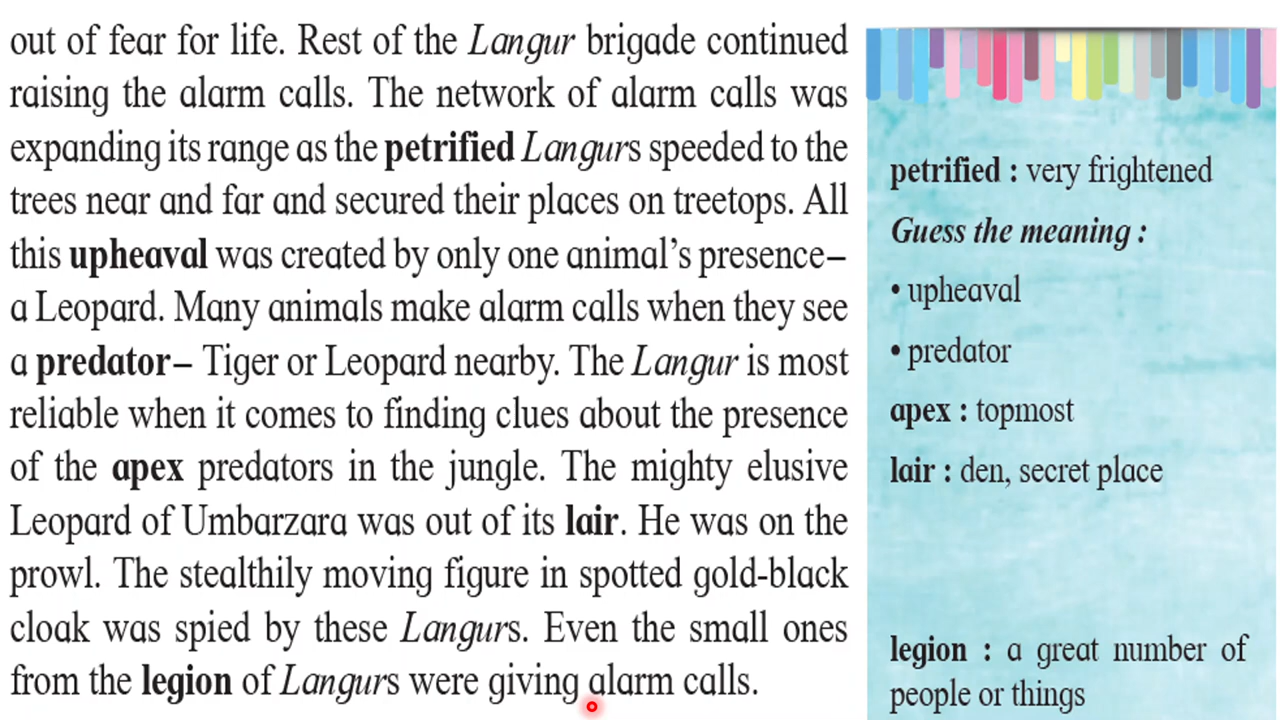 out of fear for life. Rest of the Langur brigade continued
raising the alarm calls. The network of alarm calls was
expanding its range as the petrified Langurs speeded to the
trees near and far and secured their places on treetops. All
this upheaval was created by only one animal’s presence–
a Leopard. Many animals make alarm calls when they see
a predator– Tiger or Leopard nearby. The Langur is most
reliable when it comes to finding clues about the presence
of the apex predators in the jungle. The mighty elusive
Leopard of Umbarzara was out of its lair. He was on the
prowl. The stealthily moving figure in spotted gold-black
cloak was spied by these Langurs. Even the small ones
from the legion of Langurs were giving alarm calls.
petrified : very frightened
Guess the meaning :
• upheaval
• predator
apex : topmost
lair : den, secret place
legion : a great number of
people or things